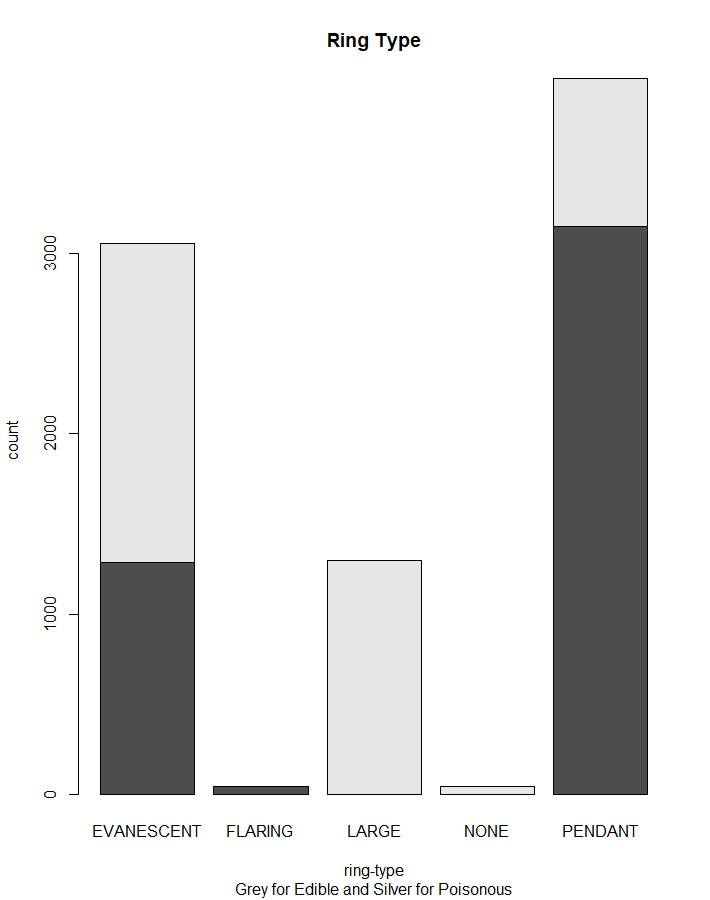 Ring Type
3000
2000
1000
0
count
EVANESCENT FLARING LARGE NONE PENDANT
ring-type
Grey for Edible and Silver for Poisonous